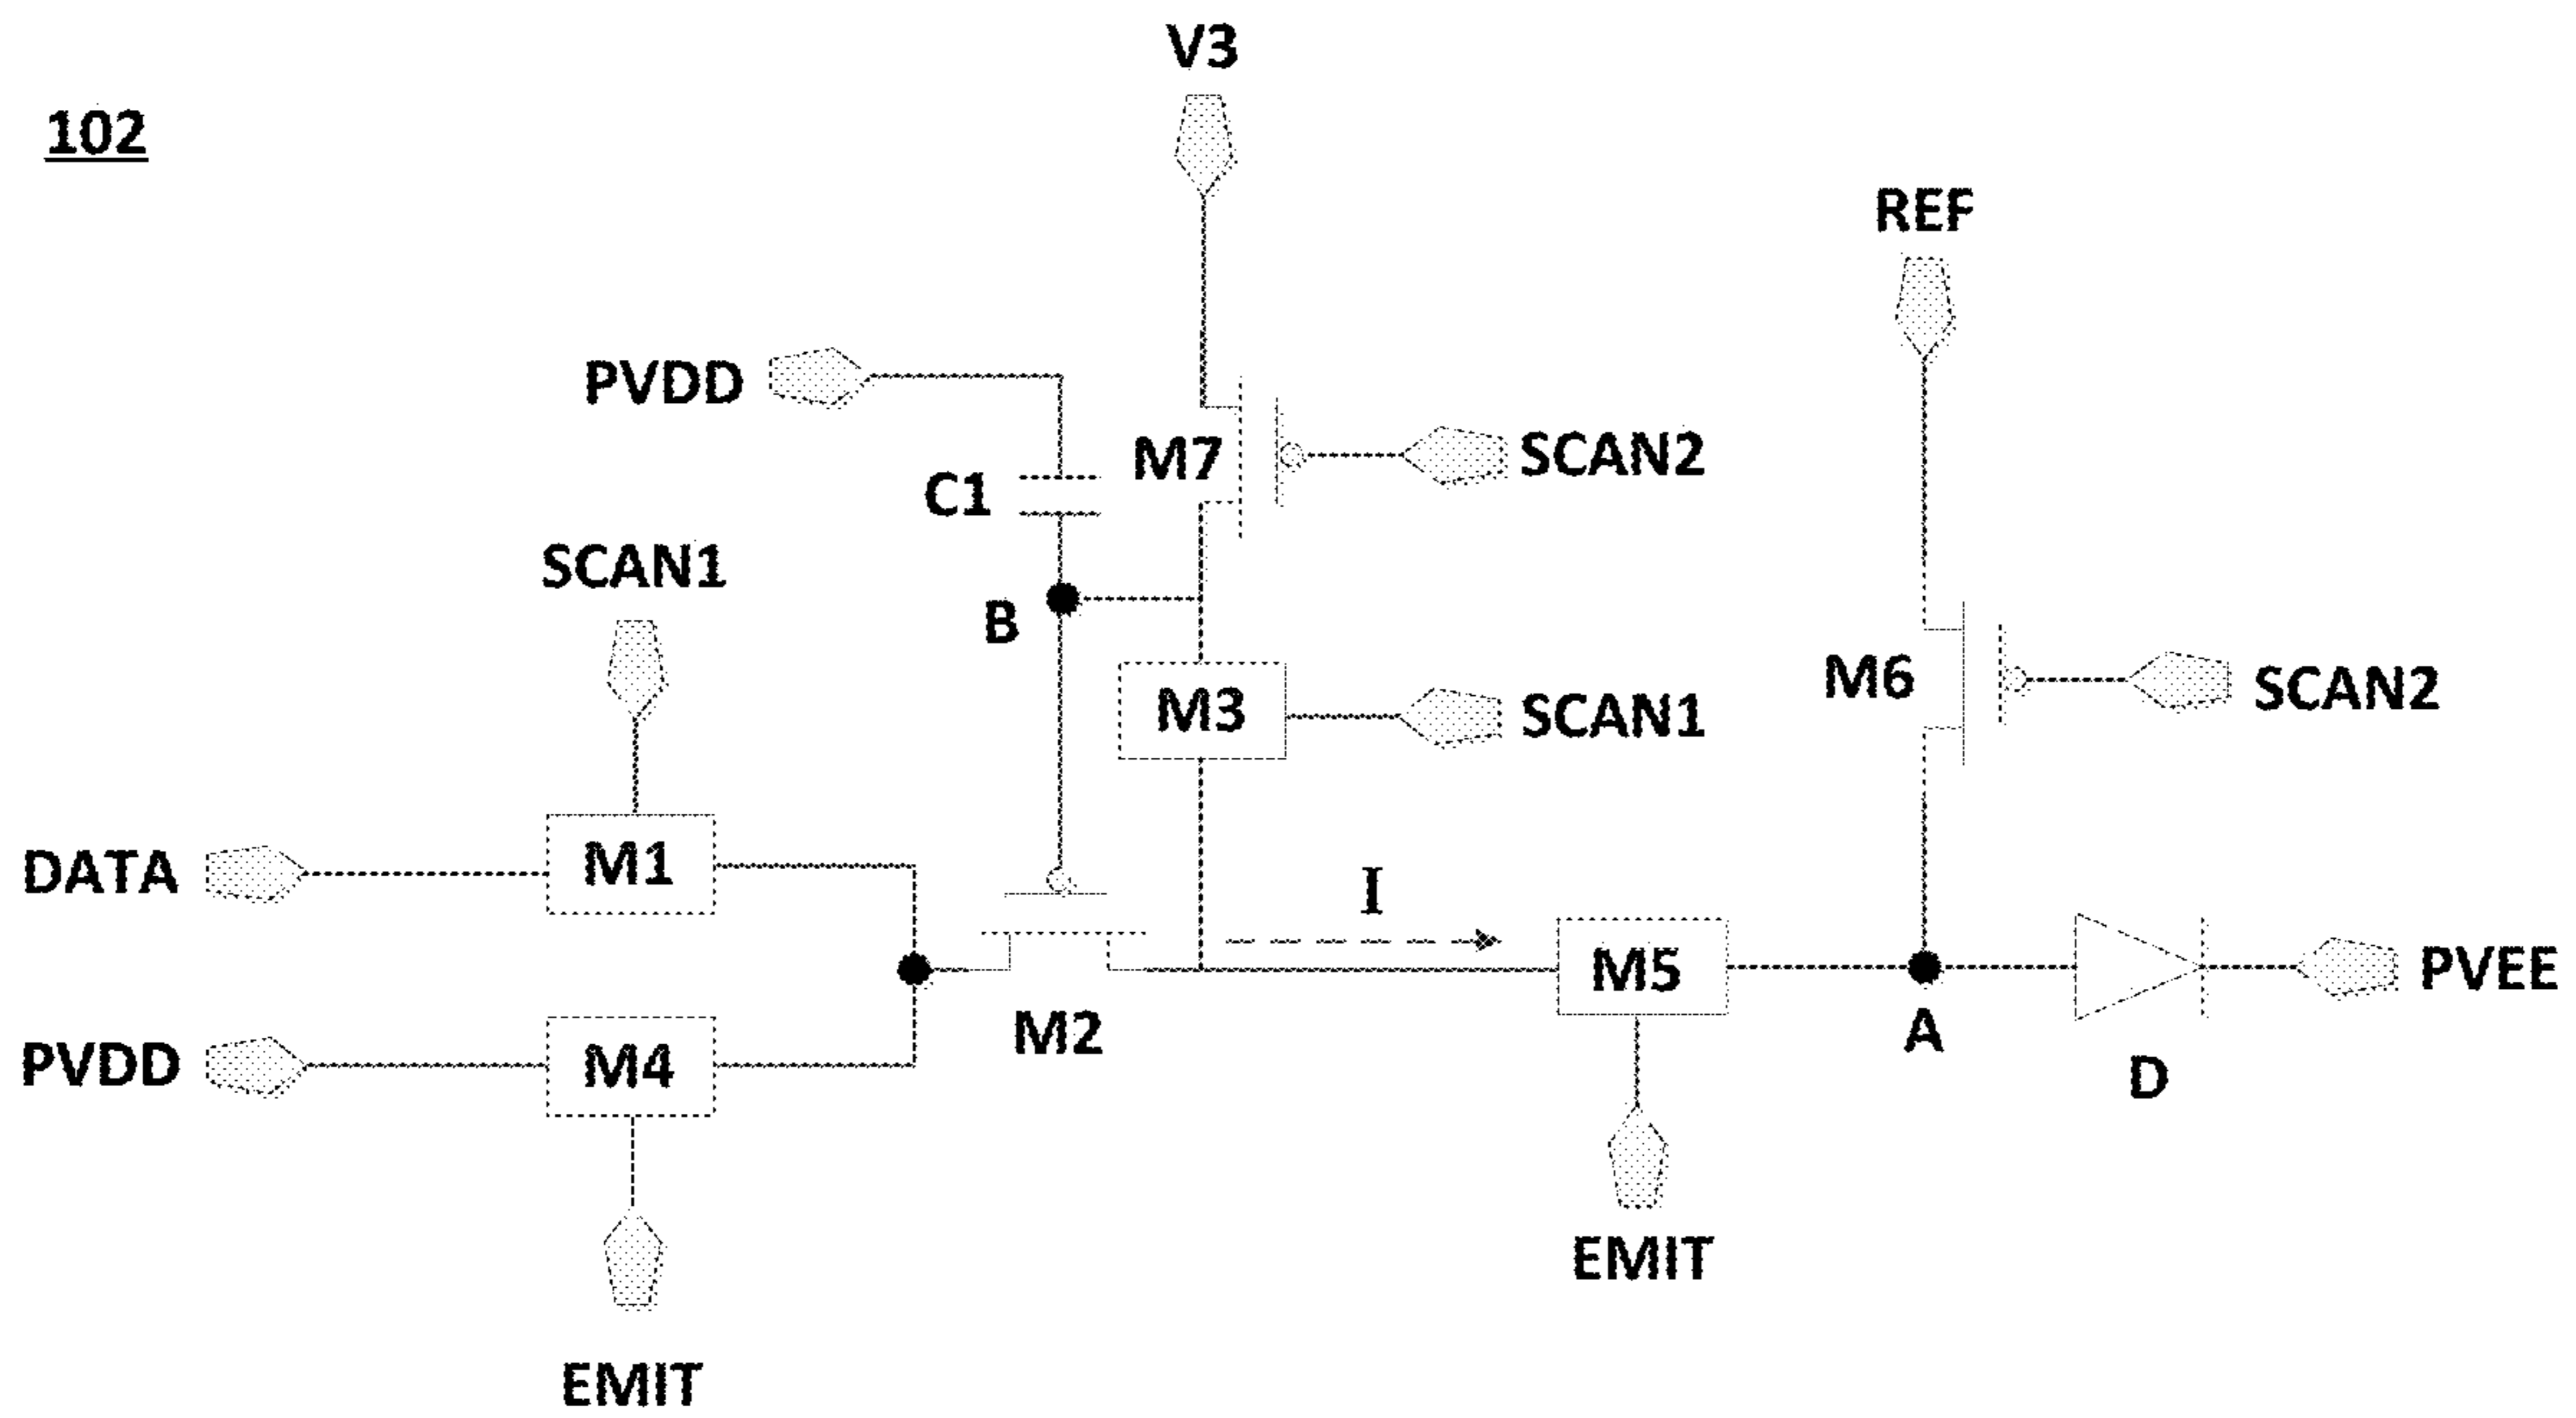 V3
102
REF
PVDD
M7
SCAN2
C1
SCAN1
B
M6
SCAN2
M3
SCAN1
DATA
M1
I
M5
PVEE
A
M2
PVDD
M4
D
EMIT
EMIT